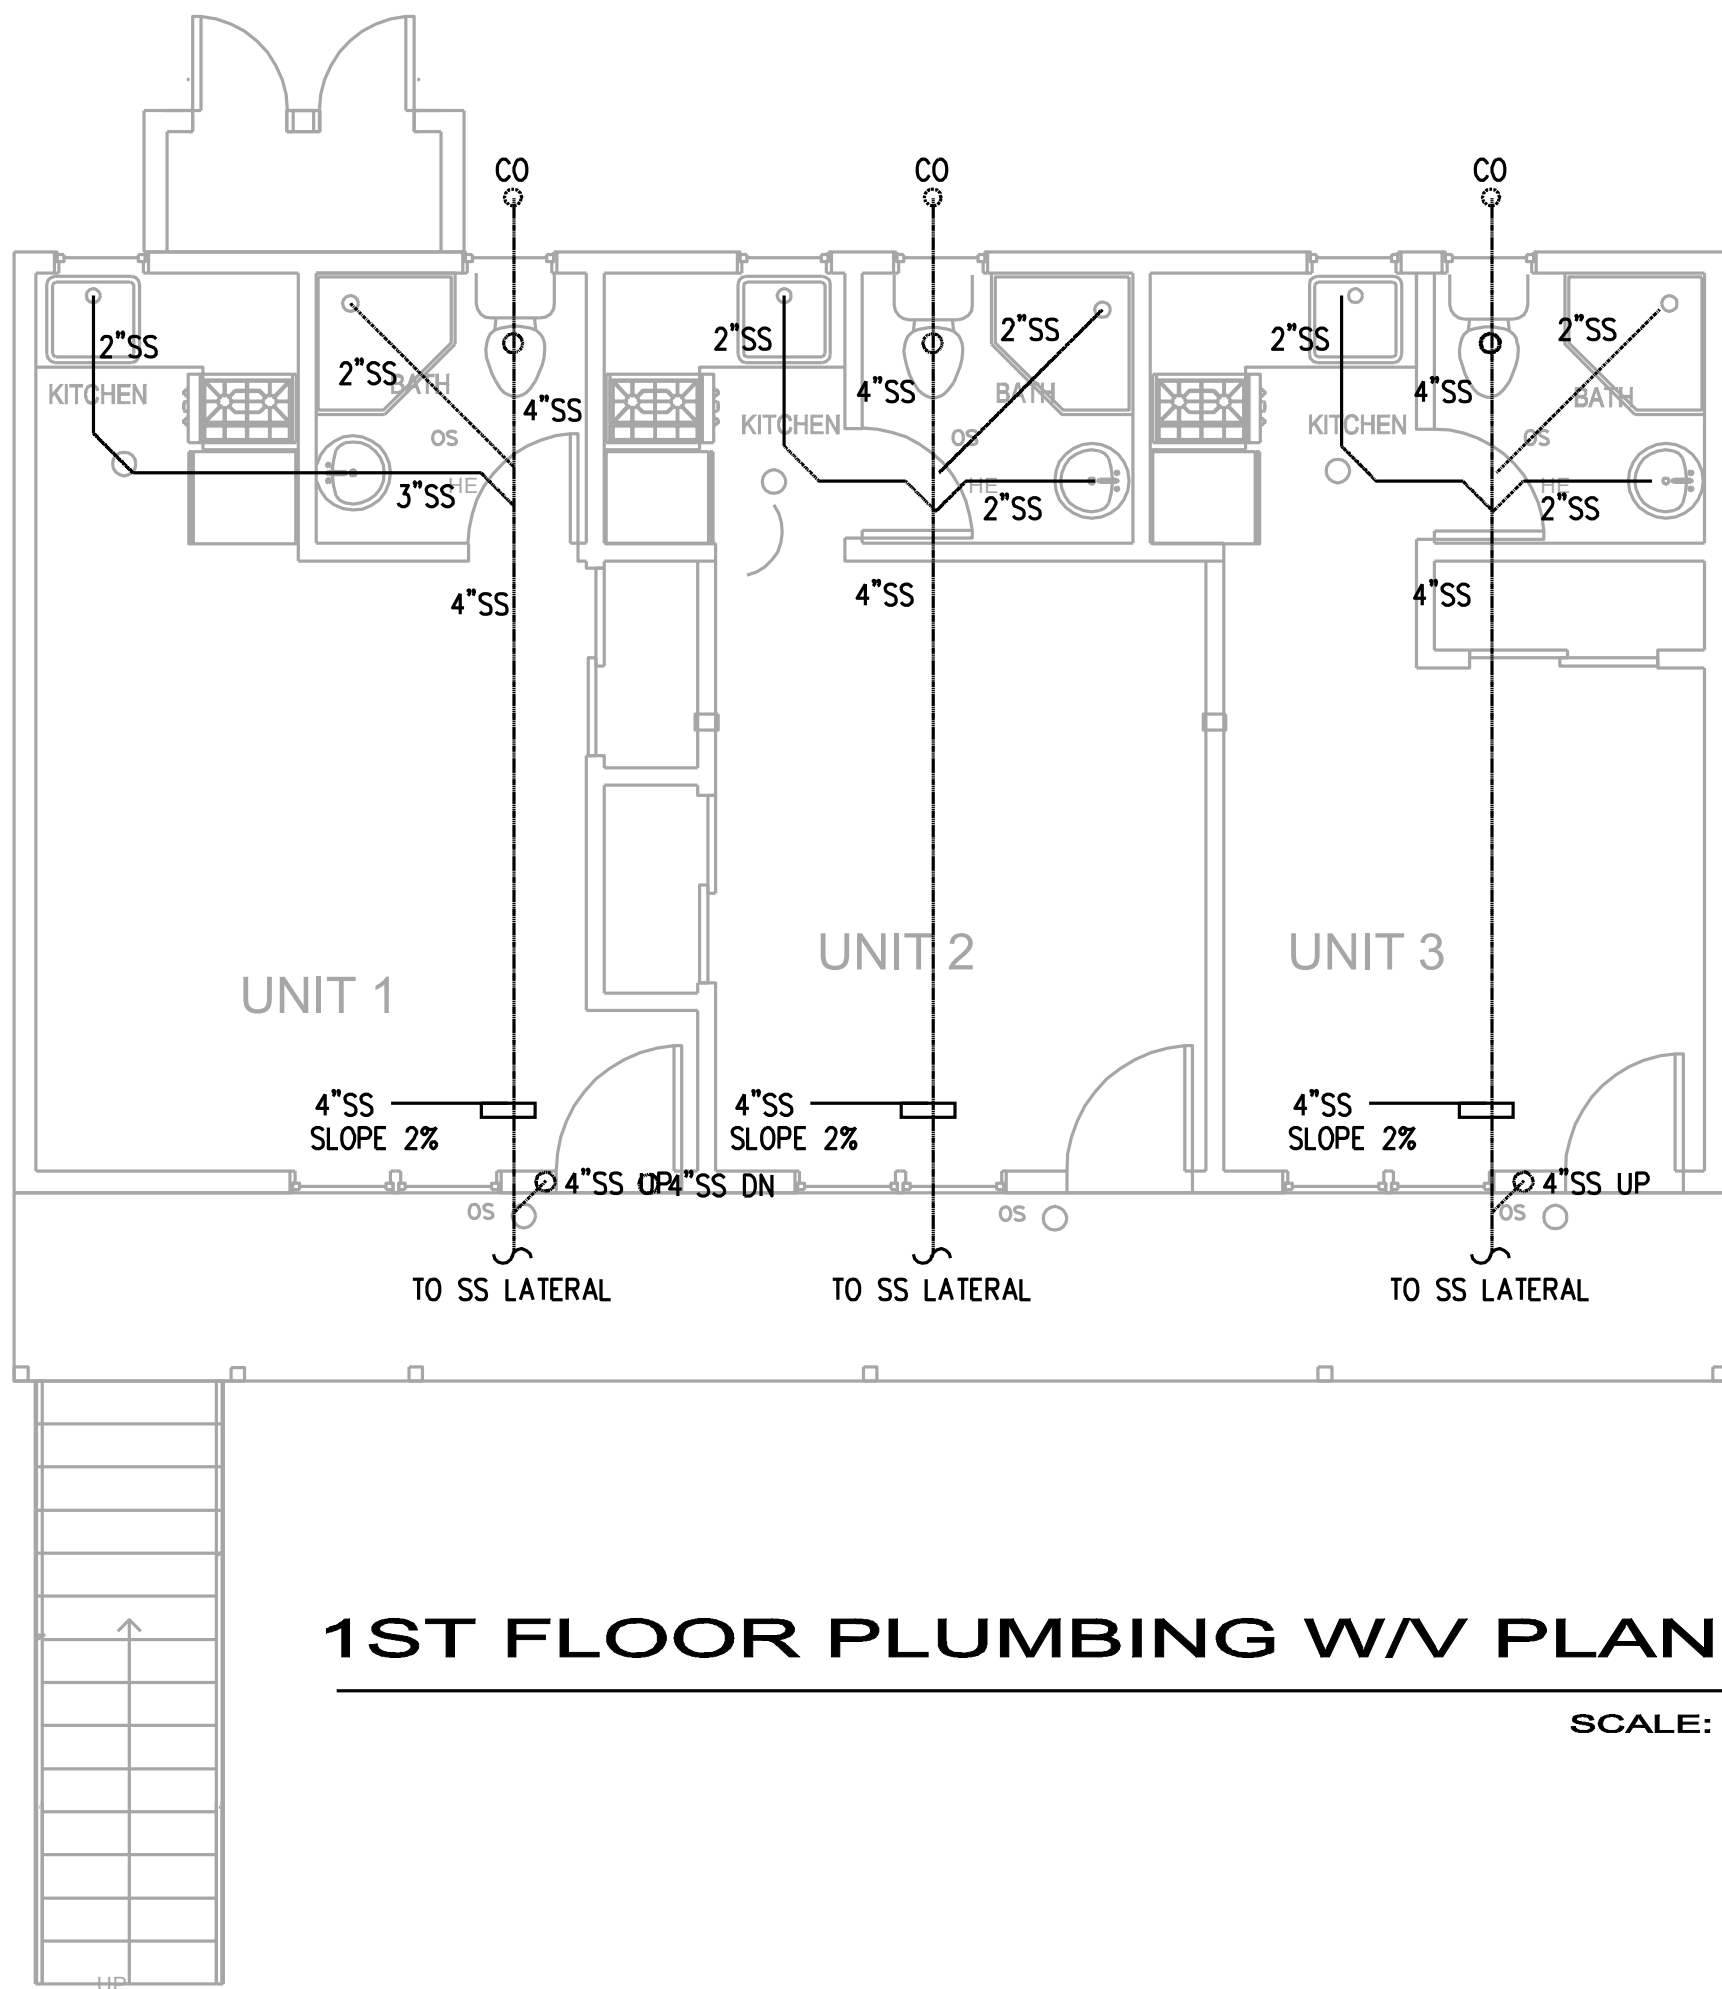 CO
CO
CO
2"SS
2"SS
2"SS
2"SS
2"SS
2"SS
KITCHEN
BATH
4"SS
4"SS
BATH
4"SS
BATH
KITCHEN
KITCHEN
OS
OS
OS
3"SS
HE
HE
2"SS
HE
2"SS
4"SS
4"SS
4"SS
UNIT 1
UNIT 2
UNIT 3
4"SS
SLOPE 2%
4"SS
SLOPE 2%
4"SS
SLOPE 2%
4"SS UP
4"SS DN
4"SS UP
OS
OS
OS
TO SS LATERAL
TO SS LATERAL
TO SS LATERAL
1ST FLOOR PLUMBING W/V PLAN
SCALE:
HP